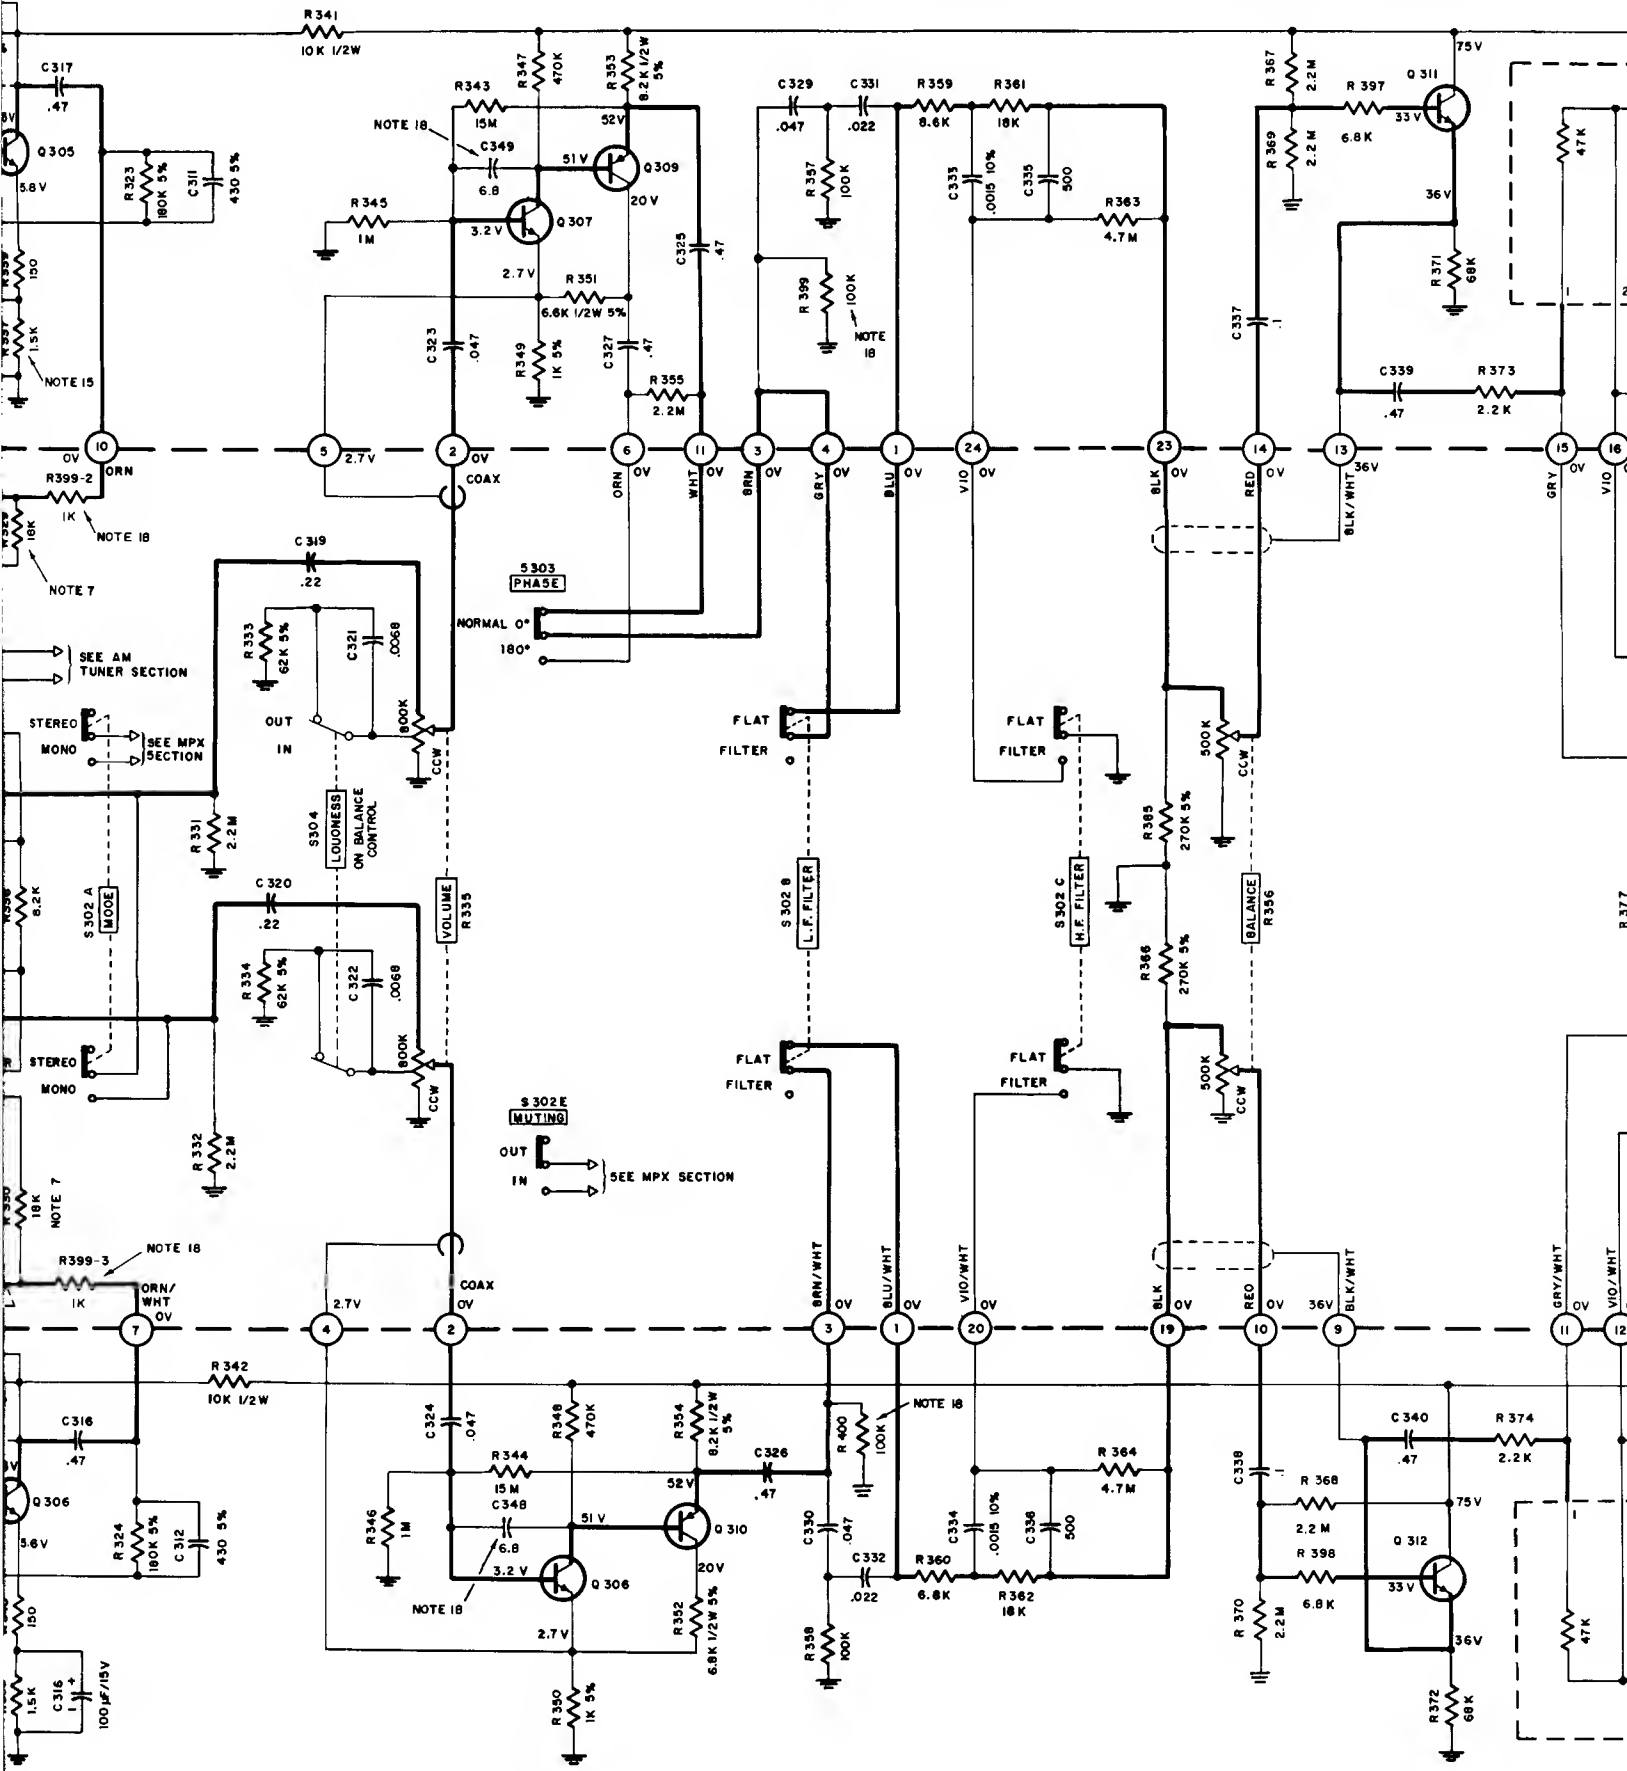 R341
10K 1/2W
C317
.47
Q305
5.8V
R323
180K 5%
C311
430 5%
150
1.5K
NOTE 15
R343
15M
NOTE 18
C349
6.8
R345
1M
R347
470K
R353
8.2K 1/2W
5%
52V
51V
Q309
20V
Q307
3.2V
2.7V
R351
6.6K 1/2W 5%
C323
.047
R349
1K 5%
C327
.47
R355
2.2M
C325
.47
C329
.047
C331
.022
R357
100K
R399
100K
NOTE
18
R359
8.6K
R361
18K
C333
.0015 10%
C335
500
R363
4.7M
R367
2.2M
R369
2.2M
R397
6.8K
Q311
75V
33V
36V
R371
68K
C337
.1
C339
.47
R373
2.2K
47K
1
2
10
0V
ORN
5
2.7V
2
0V
COAX
6
0V
ORN
11
0V
WHT
3
0V
BRN
4
0V
GRY
1
0V
BLU
24
0V
VIO
23
0V
BLK
14
0V
RED
13
36V
BLK/WHT
15
0V
GRY
16
VIO
R399-2
1K
NOTE 18
18K
NOTE 7
C319
.22
R333
62K 5%
C321
.0068
800K
CCW
OUT
IN
S303
PHASE
NORMAL 0°
180°
SEE AM
TUNER SECTION
STEREO
MONO
SEE MPX
SECTION
R331
2.2M
S304
LOUDNESS
ON BALANCE
CONTROL
FLAT
FILTER
FLAT
FILTER
500K
CCW
R365
270K 5%
8.2K
S302 A
MODE
C320
.22
VOLUME
R335
S302 B
L.F. FILTER
S302 C
H.F. FILTER
BALANCE
R356
R377
R334
62K 5%
C322
.0068
800K
CCW
R366
270K 5%
STEREO
MONO
FLAT
FILTER
FLAT
FILTER
500K
CCW
R332
2.2M
S302E
MUTING
OUT
IN
SEE MPX SECTION
18K
NOTE 7
R399-3
1K
NOTE 18
ORN/
WHT
0V
7
4
2.7V
COAX
2
0V
BRN/WHT
3
0V
BLU/WHT
1
0V
VIO/WHT
20
0V
BLK
19
0V
RED
10
0V
36V
BLK/WHT
9
GRY/WHT
11
0V
VIO/WHT
12
R342
10K 1/2W
C316
.47
Q306
5.6V
R324
180K 5%
C312
430 5%
150
1.5K
C316
1
+
100µF/15V
C324
.047
R344
15M
C348
6.8
R346
1M
NOTE 18
R348
470K
R354
8.2K 1/2W
5%
52V
51V
3.2V
Q306
2.7V
Q310
20V
R352
6.8K 1/2W 5%
R350
1K 5%
C326
.47
R400
100K
NOTE 18
C330
.047
C332
.022
R358
100K
R360
6.8K
R362
18K
C334
.0015 10%
C336
500
R364
4.7M
C338
.1
R368
2.2M
R398
6.8K
R370
2.2M
C340
.47
R374
2.2K
75V
Q312
33V
36V
R372
68K
1
47K